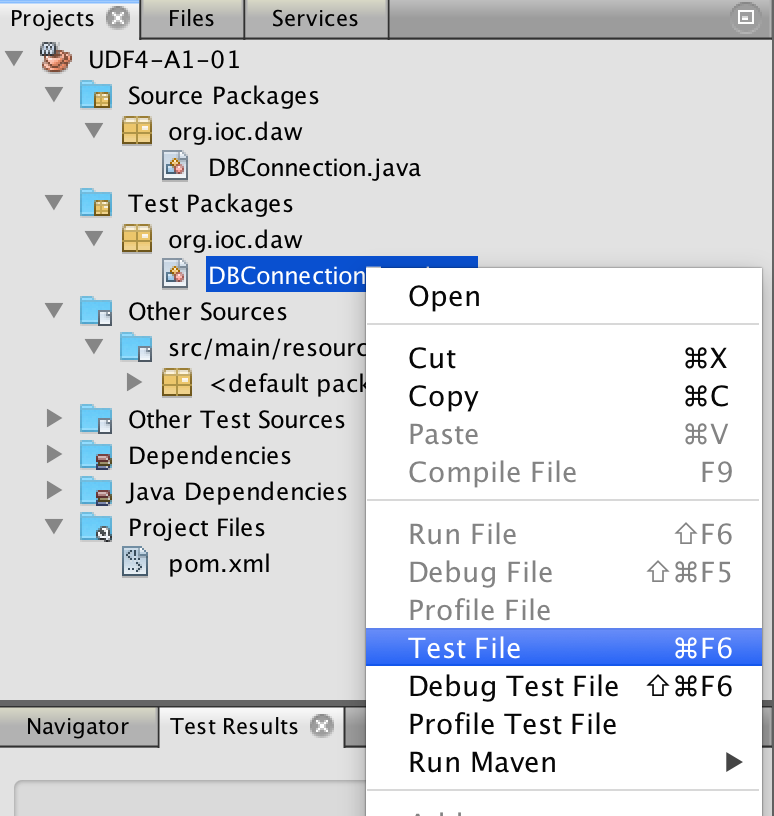 Projects Files Services
UDF4-A1-01
Source Packages
org.ioc.daw
DBConnection.java
Test Packages
org.ioc.daw
DBConnection
Other Sources
src/main/resourc
<default pack
Other Test Sources
Dependencies
Java Dependencies
Project Files
pom.xml
Open
Cut ⌘X
Copy ⌘C
Paste ⌘V
Compile File F9
Run File ⇧F6
Debug File ⇧⌘F5
Profile File
Test File ⌘F6
Debug Test File ⇧⌘F6
Profile Test File
Run Maven
Navigator Test Results